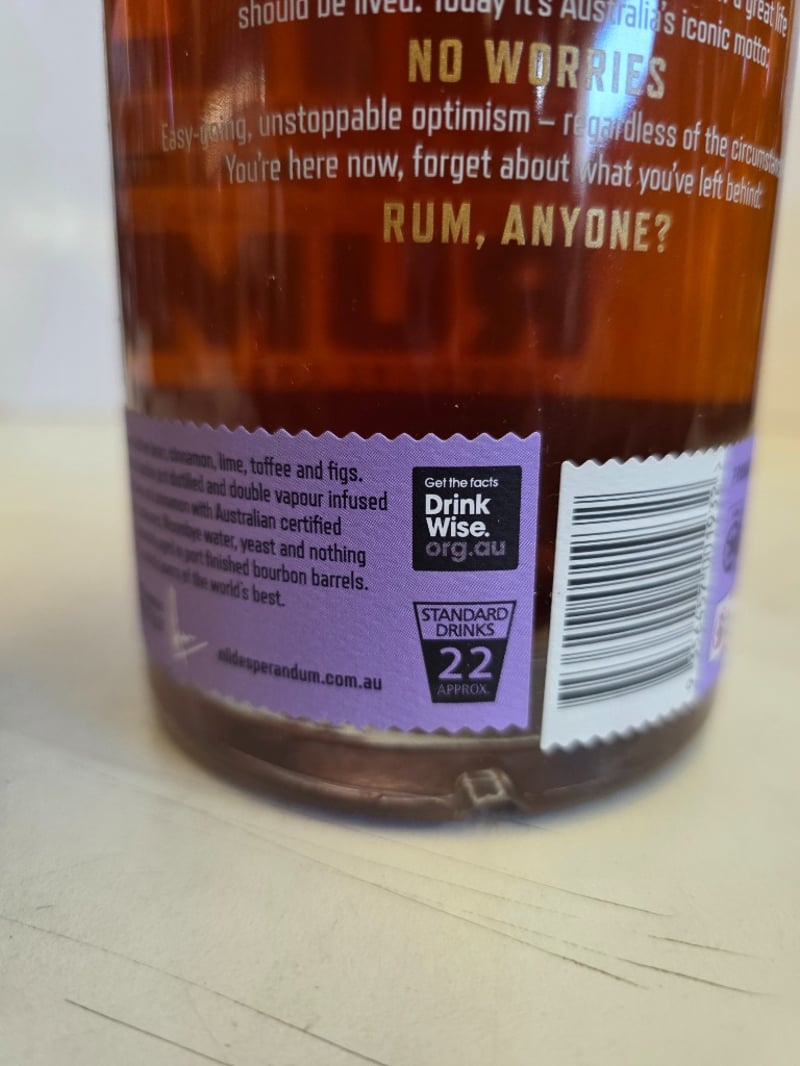 a great life
should be lived. Today it's Australia's iconic motto:
NO WORRIES
Easy-going, unstoppable optimism – regardless of the
You're here now, forget about what you've left behind:
RUM, ANYONE?
cinnamon, lime, toffee and figs.
distilled and double vapour infused
with Australian certified
water, yeast and nothing
port finished bourbon barrels.
of the world's best.
nildesperandum.com.au
Get the facts
Drink
Wise.
org.au
STANDARD
DRINKS
22
APPROX.